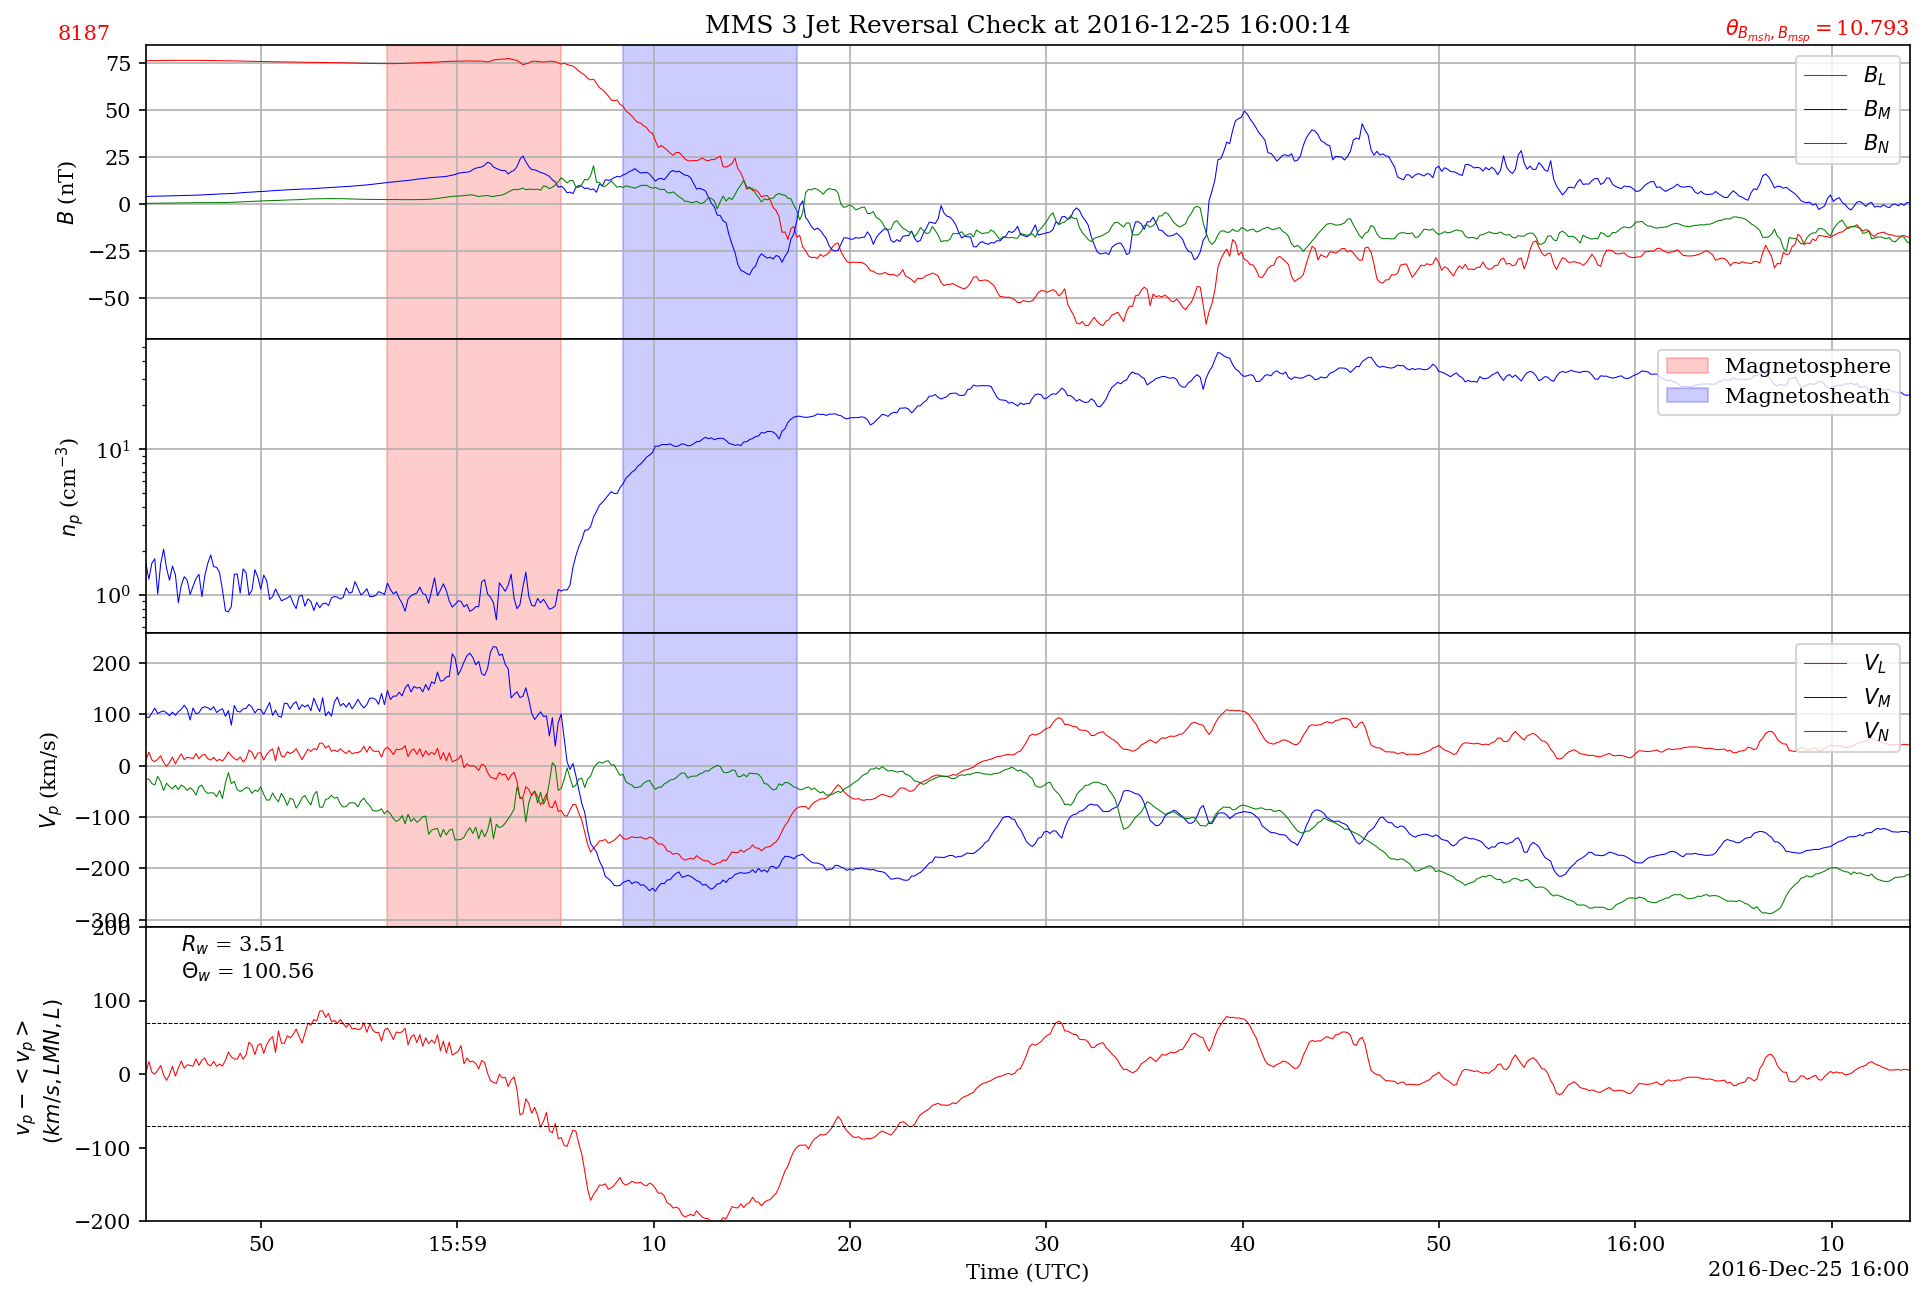 MMS 3 Jet Reversal Check at 2016-12-25 16:00:14
8187
θ_{B_{msh}, B_{msp}} = 10.793
75
50
25
0
−25
−50
B (nT)
B_L
B_M
B_N
10^1
10^0
n_p (cm^{−3})
Magnetosphere
Magnetosheath
200
100
0
−100
−200
−300
V_p (km/s)
V_L
V_M
V_N
200
100
0
−100
−200
v_p − < v_p >
(km/s, LMN, L)
R_w = 3.51
Θ_w = 100.56
50
15:59
10
20
30
40
50
16:00
10
Time (UTC)
2016-Dec-25 16:00